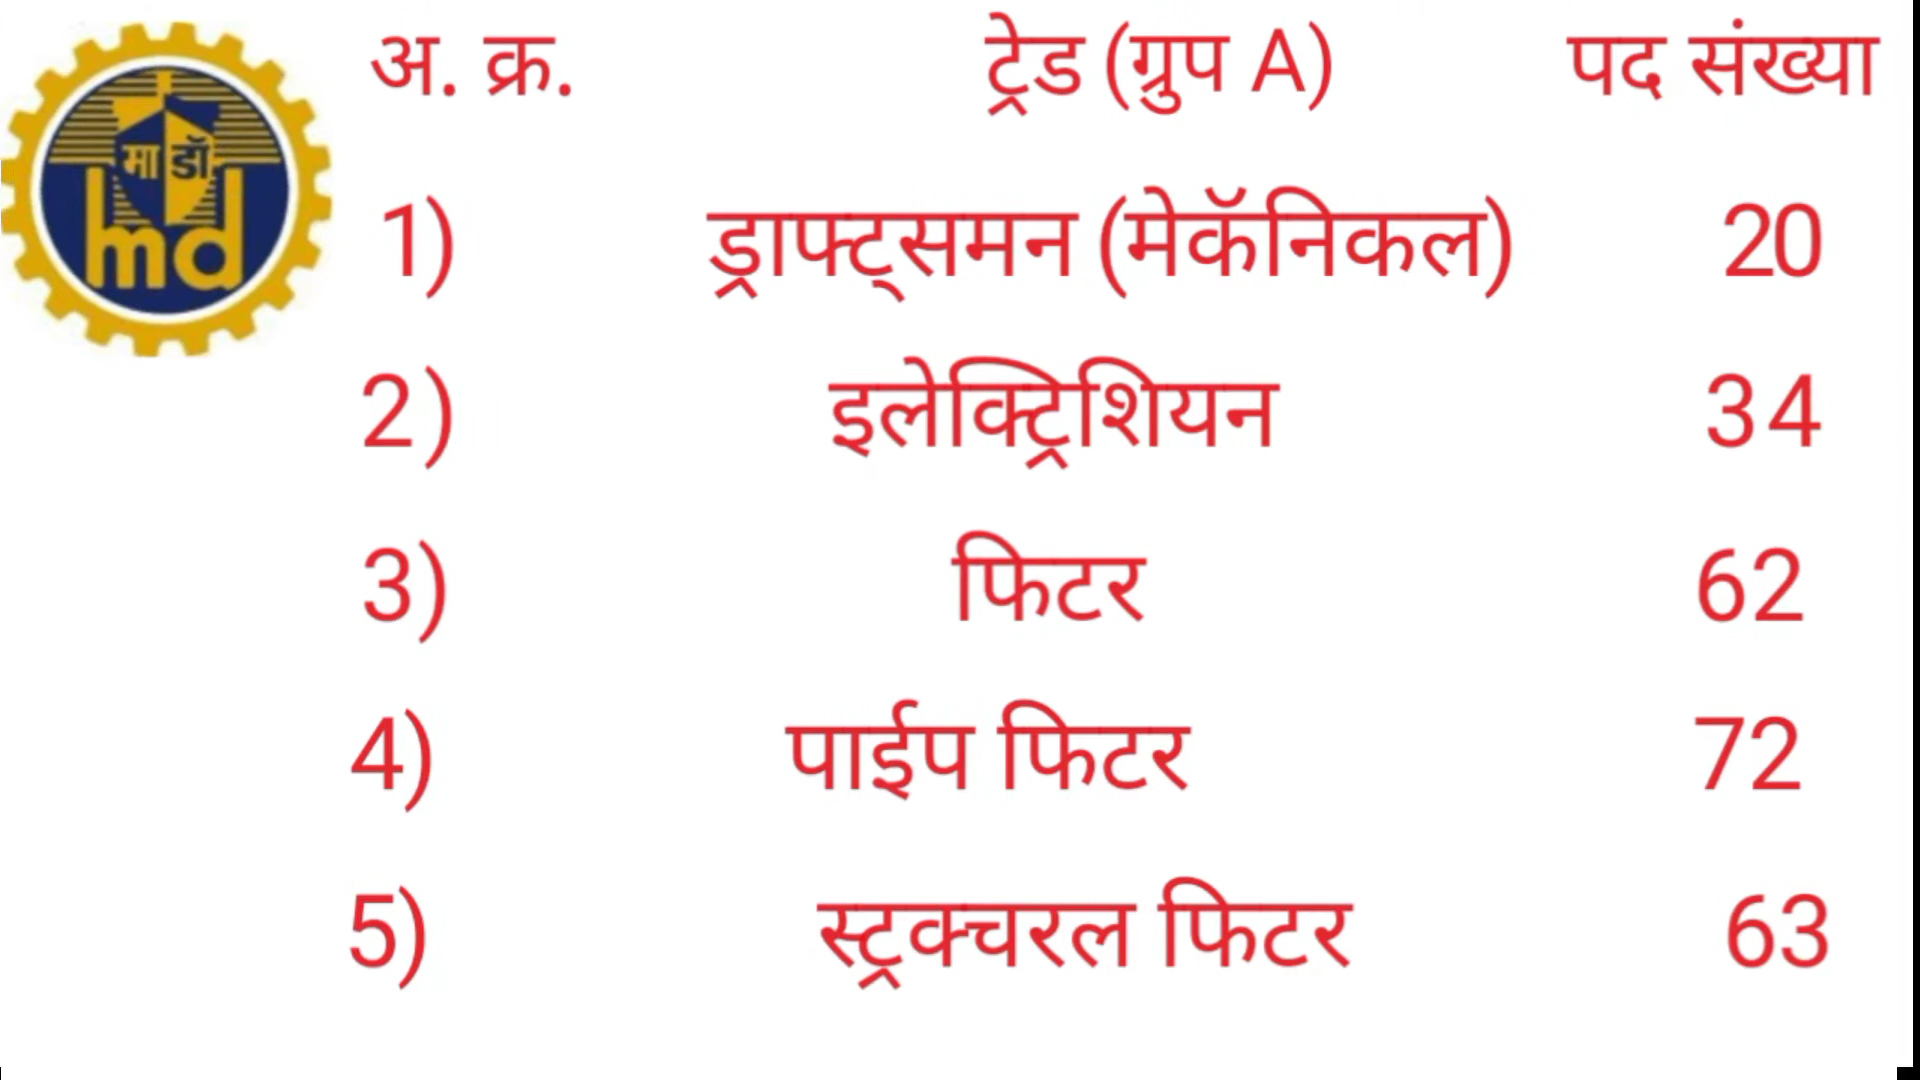 अ. क्र. ट्रेड (ग्रुप A) पद संख्या
मा डॉ
md
1) ड्राफ्ट्समन (मेकॅनिकल) 20
2) इलेक्ट्रिशियन 34
3) फिटर 62
4) पाईप फिटर 72
5) स्ट्रक्चरल फिटर 63